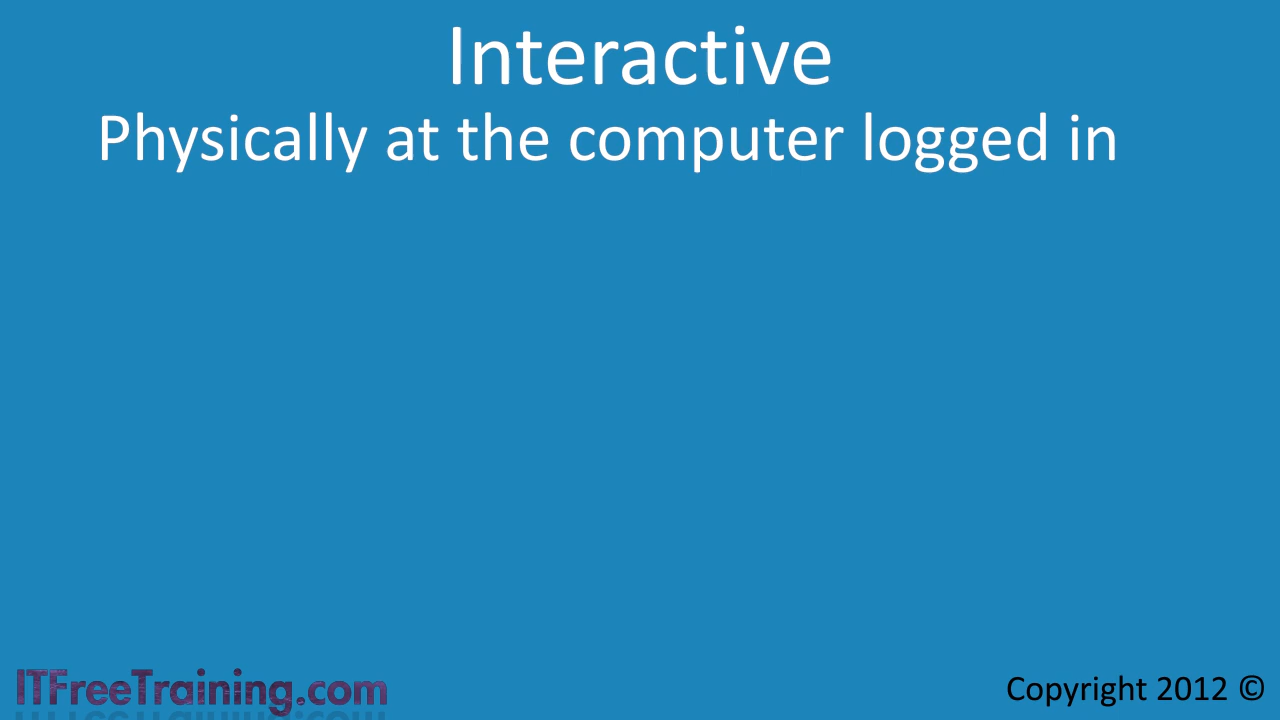 Interactive
Physically at the computer logged in
ITFreeTraining.com
Copyright 2012 ©